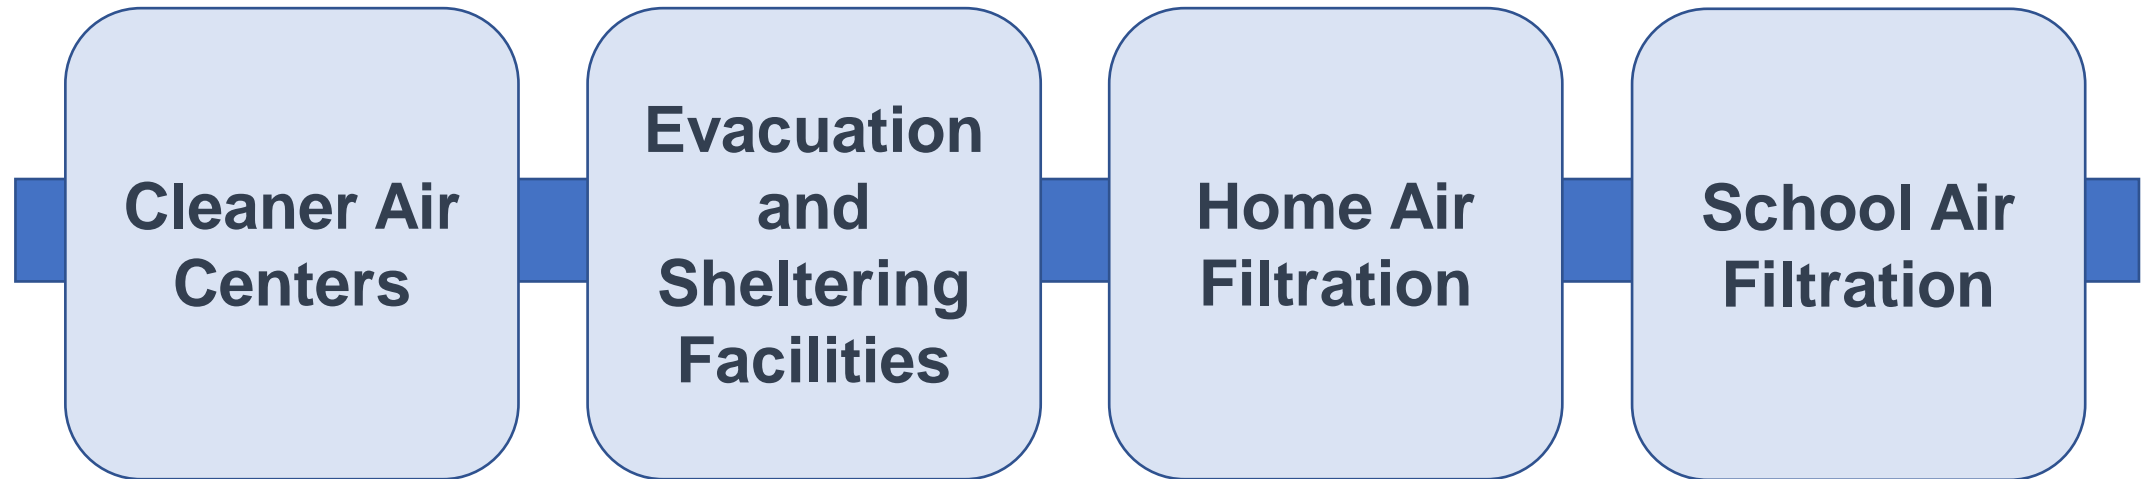 Cleaner Air
Centers
Evacuation
and
Sheltering
Facilities
Home Air
Filtration
School Air
Filtration